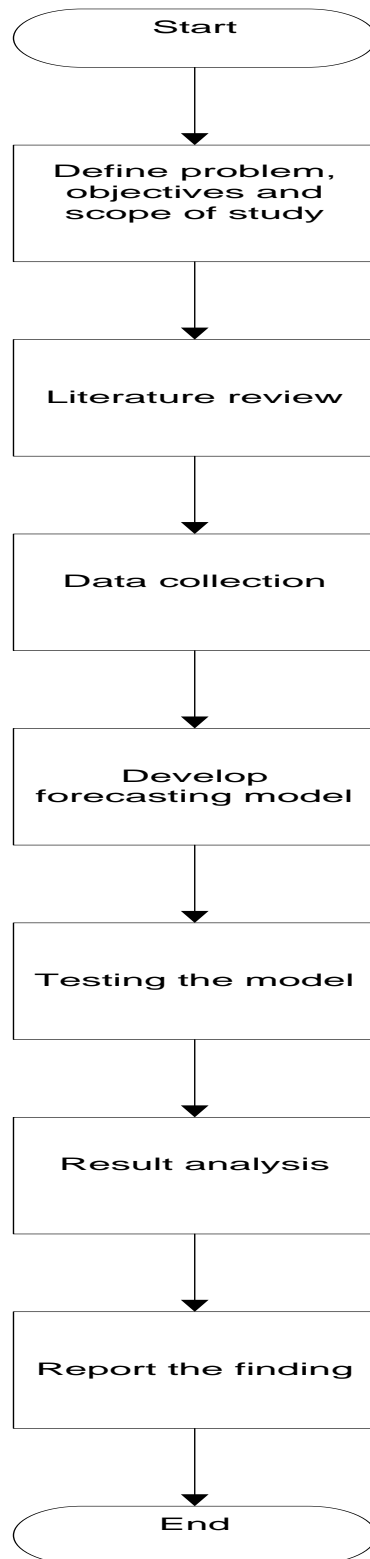 Start
Define problem,
objectives and
scope of study
Literature review
Data collection
Develop
forecasting model
Testing the model
Result analysis
Report the finding
End